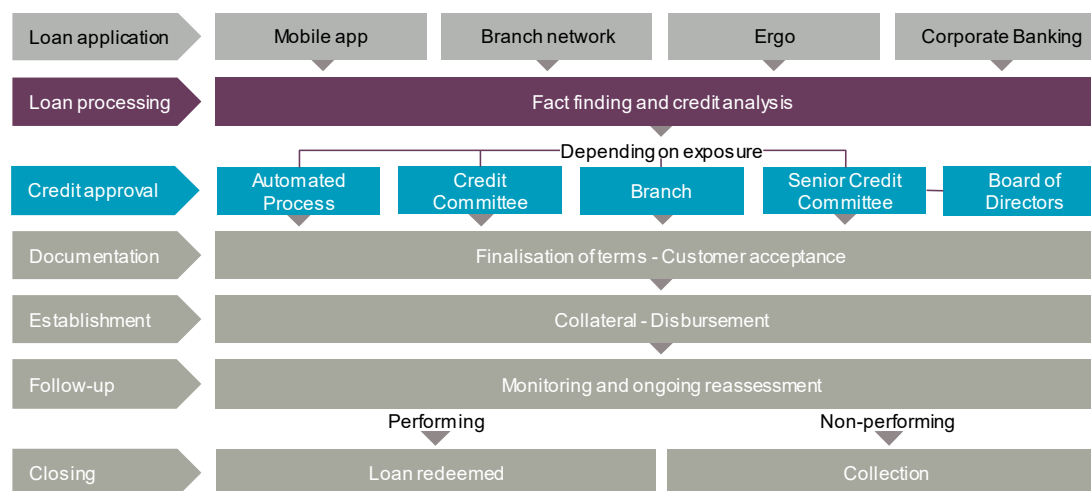 Loan application
Mobile app
Branch network
Ergo
Corporate Banking
Loan processing
Fact finding and credit analysis
Depending on exposure
Credit approval
Automated
Process
Credit
Committee
Branch
Senior Credit
Committee
Board of
Directors
Documentation
Finalisation of terms - Customer acceptance
Establishment
Collateral - Disbursement
Follow-up
Monitoring and ongoing reassessment
Performing
Non-performing
Closing
Loan redeemed
Collection